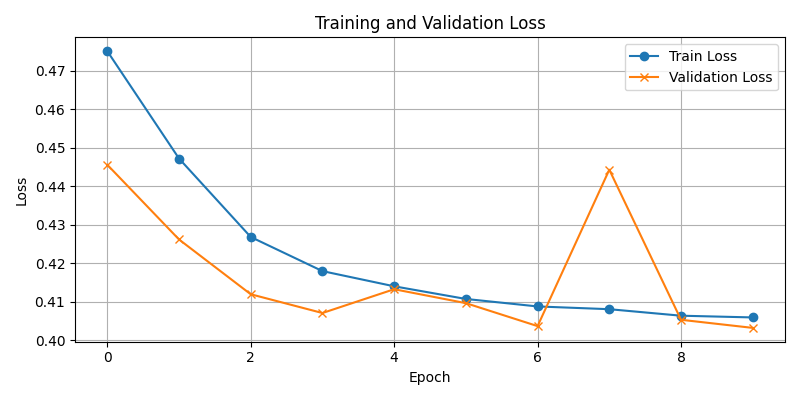 Training and Validation Loss
Train Loss
Validation Loss
Loss
0.47
0.46
0.45
0.44
0.43
0.42
0.41
0.40
0 2 4 6 8
Epoch